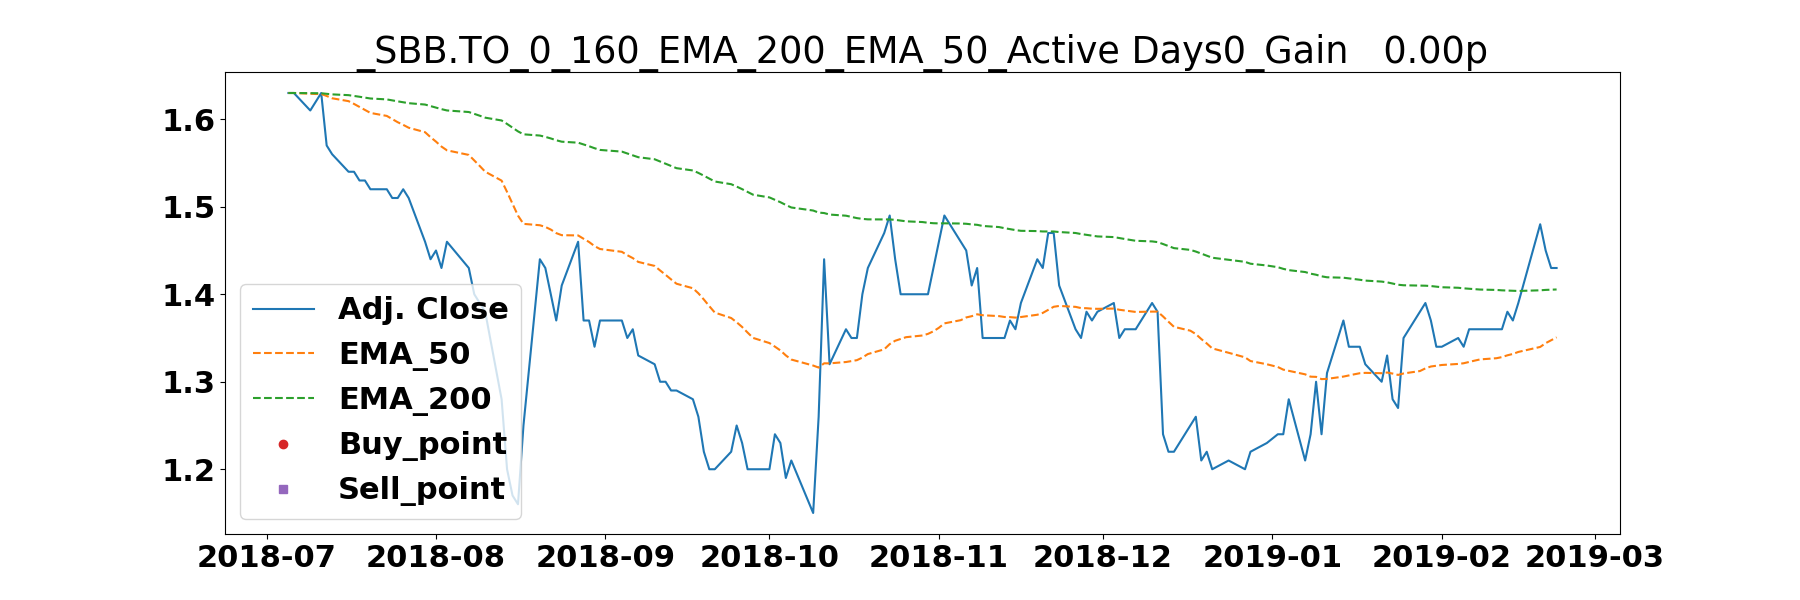 _SBB.TO_0_160_EMA_200_EMA_50_Active Days0_Gain   0.00p
1.6
1.5
1.4
1.3
1.2
Adj. Close
EMA_50
EMA_200
Buy_point
Sell_point
2018-07 2018-08 2018-09 2018-10 2018-11 2018-12 2019-01 2019-02 2019-03